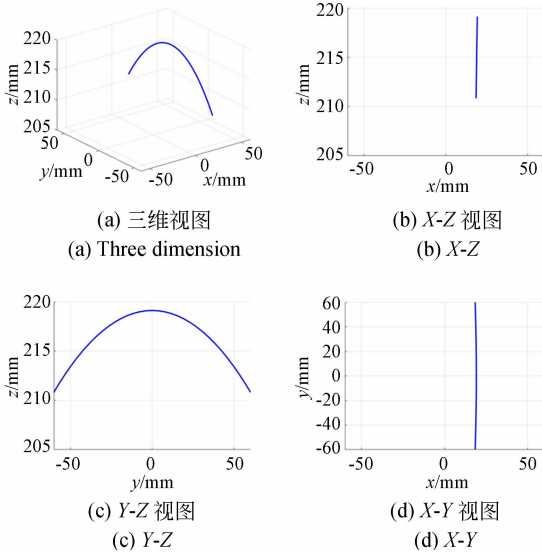 220
215
210
205
z/mm
50
0
-50
y/mm
-50
0
50
x/mm
(a) 三维视图
(a) Three dimension
220
215
210
205
z/mm
-50
0
50
x/mm
(b) X-Z 视图
(b) X-Z
220
215
210
205
z/mm
-50
0
50
y/mm
(c) Y-Z 视图
(c) Y-Z
60
40
20
0
-20
-40
-60
y/mm
-50
0
50
x/mm
(d) X-Y 视图
(d) X-Y